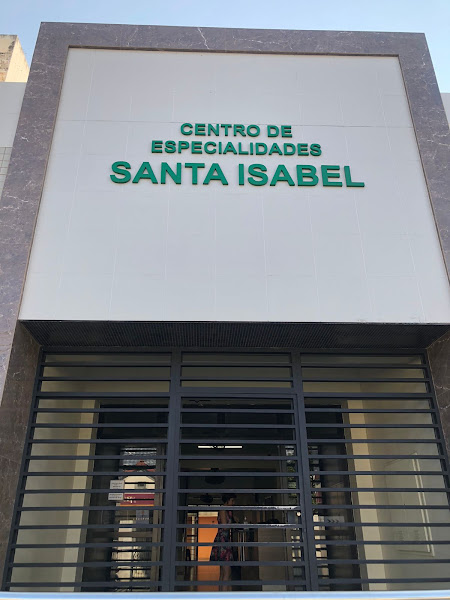 CENTRO DE
ESPECIALIDADES
SANTA ISABEL